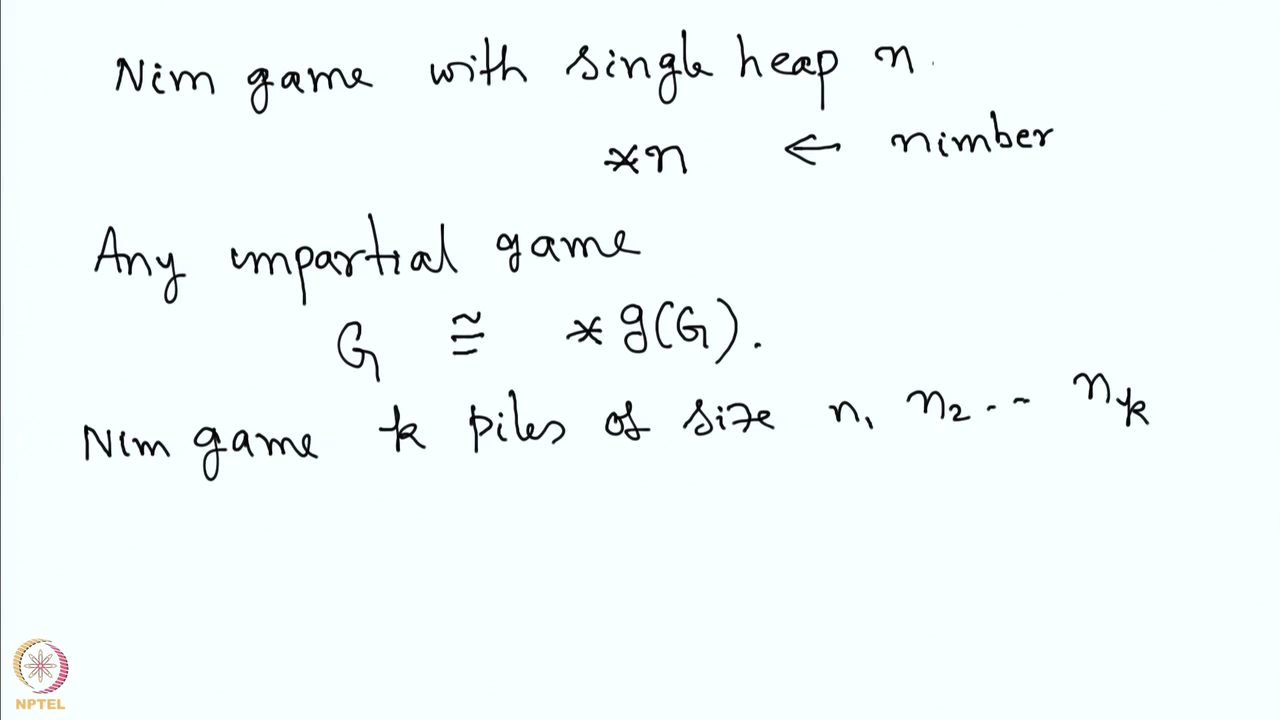 Nim game with single heap n.
*n ← nimber
Any impartial game
G ≅ *g(G).
Nim game k piles of size n₁ n₂ ... nₖ
NPTEL